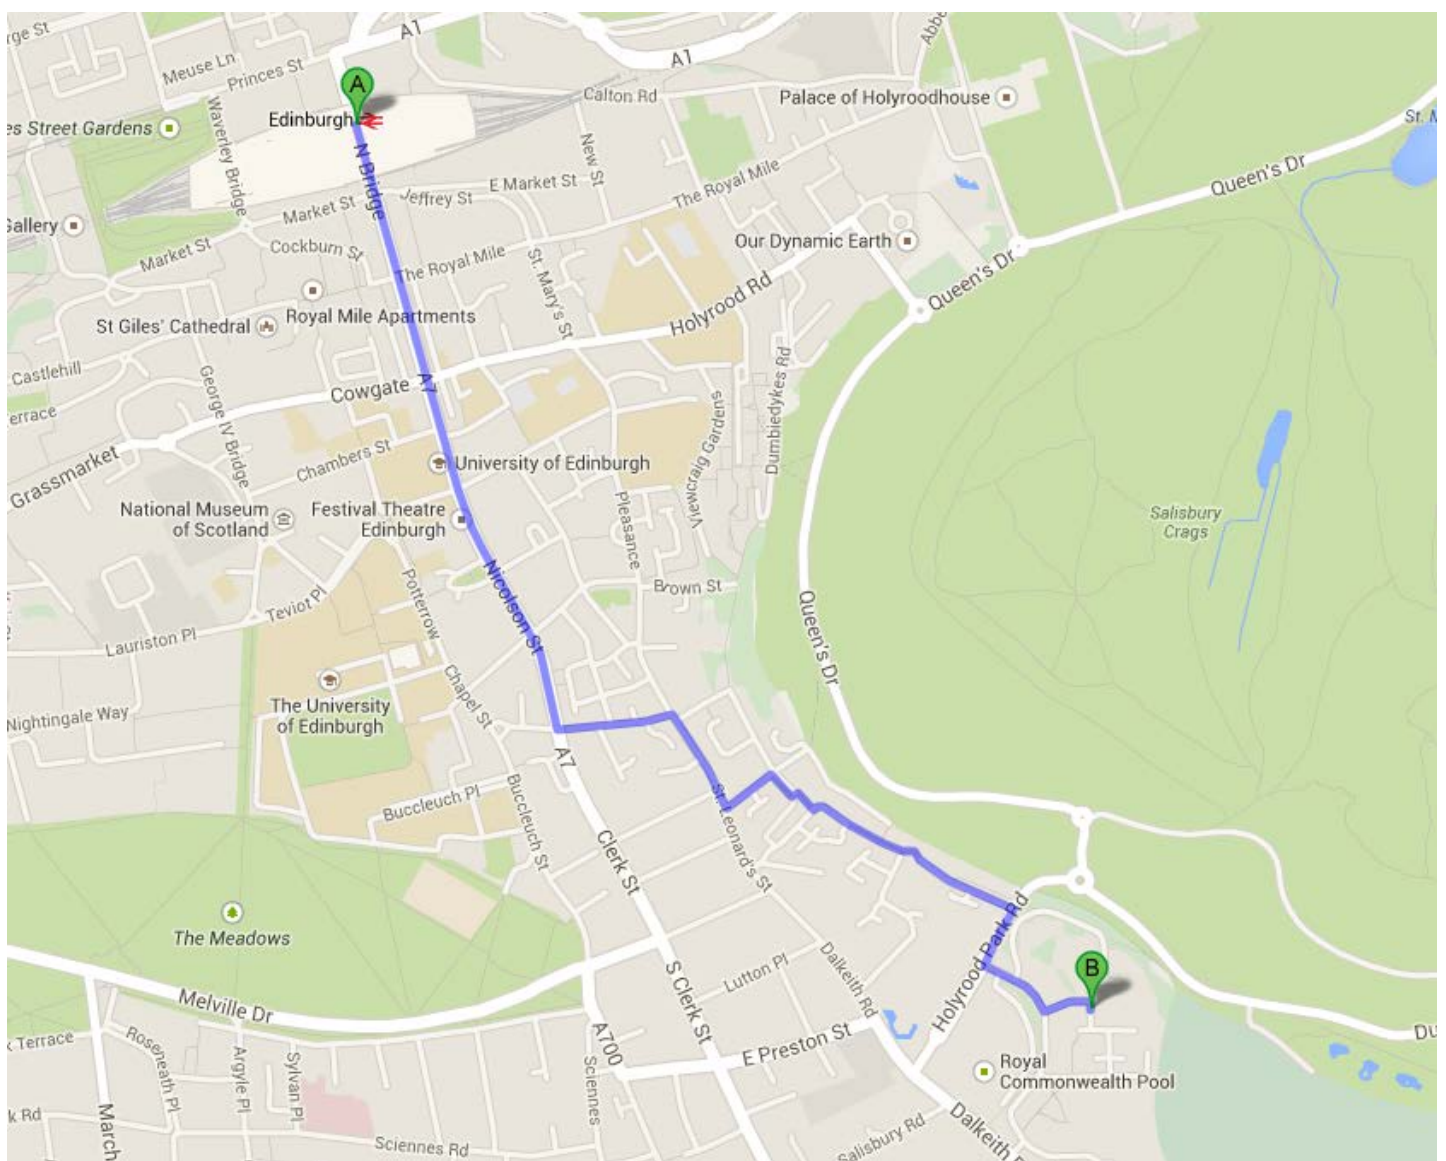 rge St
Meuse Ln
Princes St
A1
A1
Abbe
A
Edinburgh
Calton Rd
Palace of Holyroodhouse
es Street Gardens
Waverley Bridge
N Bridge
New St
St. M
Queen's Dr
E Market St
Jeffrey St
The Royal Mile
Market St
Gallery
Market St
Cockburn St
The Royal Mile
St. Mary's St
Our Dynamic Earth
Queen's Dr
Holyrood Rd
Royal Mile Apartments
St Giles' Cathedral
Castlehill
errace
George IV Bridge
Cowgate
A7
Dumbiedykes Rd
Viewcraig Gardens
Grassmarket
Chambers St
University of Edinburgh
National Museum
of Scotland
Festival Theatre
Edinburgh
Pleasance
Salisbury
Crags
Nicolson St
Potterrow
Brown St
Teviot Pl
Lauriston Pl
Queen's Dr
The University
of Edinburgh
Chapel St
Nightingale Way
A7
Buccleuch Pl
Buccleuch St
St. Leonard's St
Clerk St
The Meadows
Holyrood Park Rd
B
Dalkeith Rd
Lutton Pl
S Clerk St
Melville Dr
k Terrace
Roseneath Pl
Argyle Pl
Sylvan Pl
A700
Sciennes
E Preston St
Du
Royal
Commonwealth Pool
k Rd
March
Sciennes Rd
Salisbury Rd
Dalkeith R